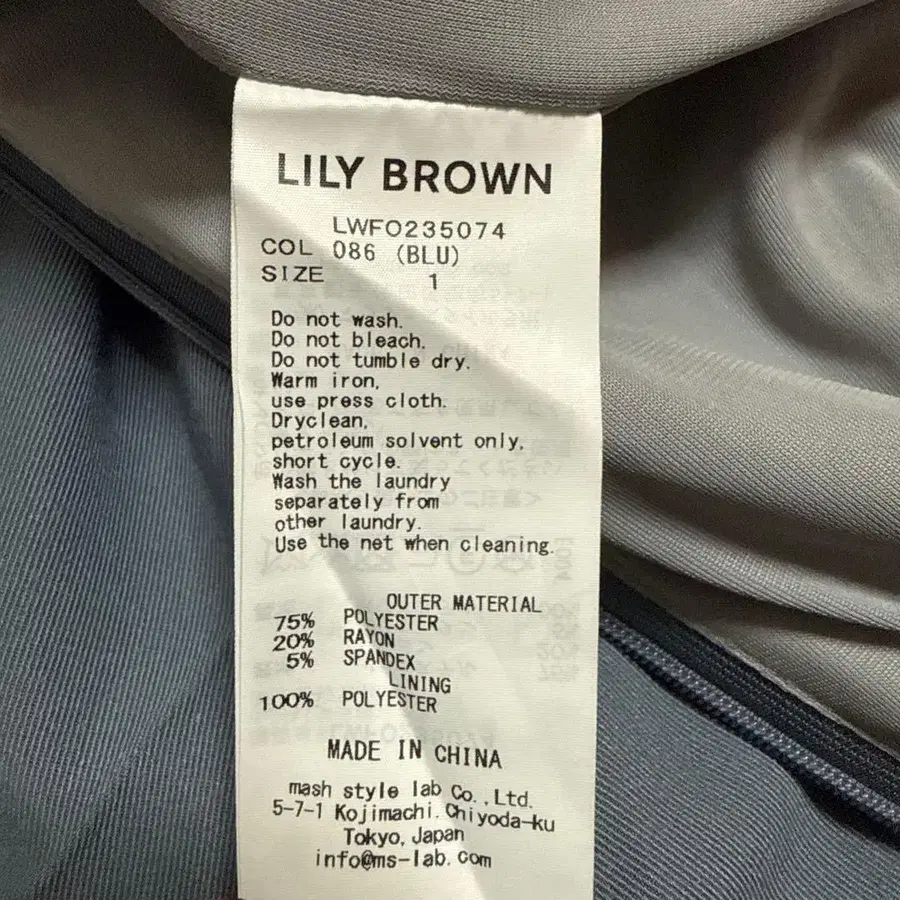 LILY BROWN
LWFO235074
COL 086 (BLU)
SIZE 1
Do not wash.
Do not bleach.
Do not tumble dry.
Warm iron,
use press cloth.
Dryclean,
petroleum solvent only,
short cycle.
Wash the laundry
separately from
other laundry.
Use the net when cleaning.
OUTER MATERIAL
75% POLYESTER
20% RAYON
5% SPANDEX
LINING
100% POLYESTER
MADE IN CHINA
mash style lab Co.,Ltd.
5-7-1 Kojimachi. Chiyoda-ku
Tokyo, Japan
info@ms-lab.com